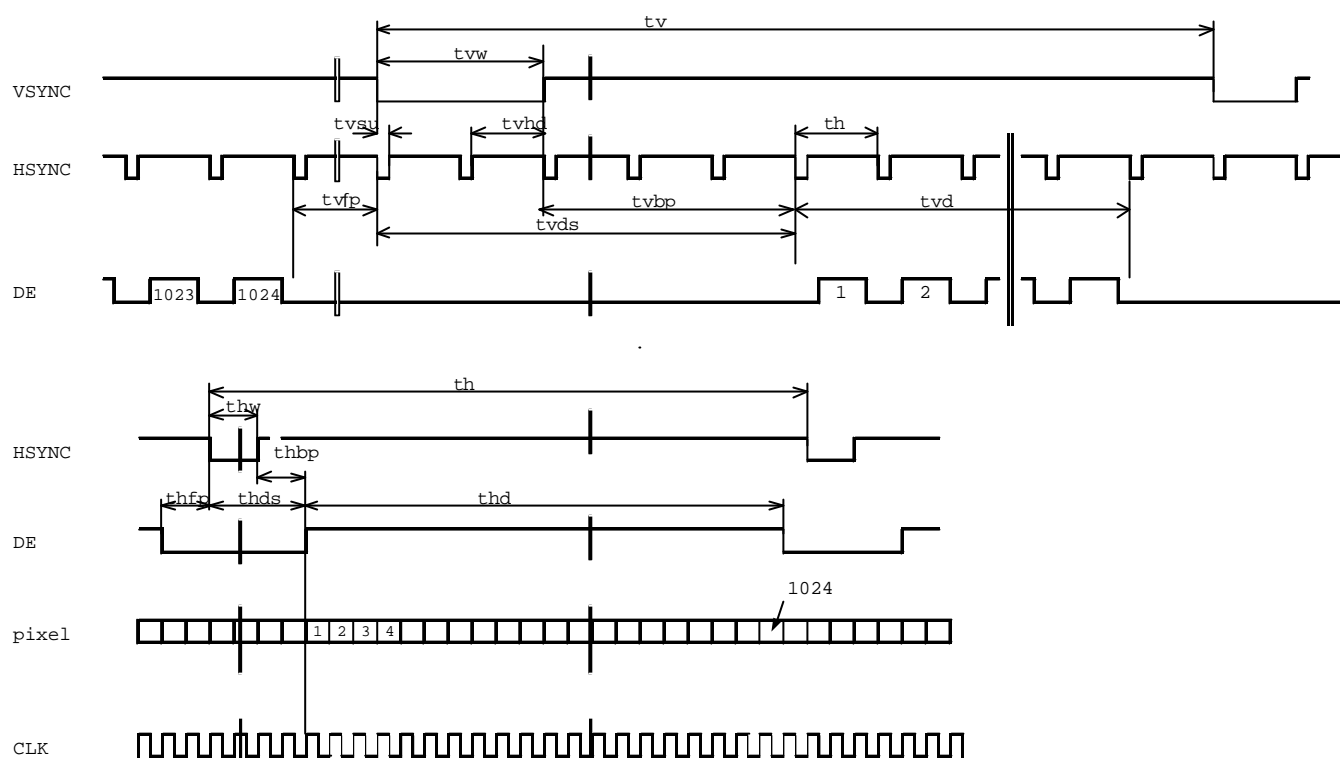 tv
tvw
VSYNC
tvsu
tvhd
th
HSYNC
tvfp
tvbp
tvd
tvds
DE
1023
1024
1
2
.
th
thw
HSYNC
thbp
thfp
thds
thd
DE
1024
pixel
1
2
3
4
CLK